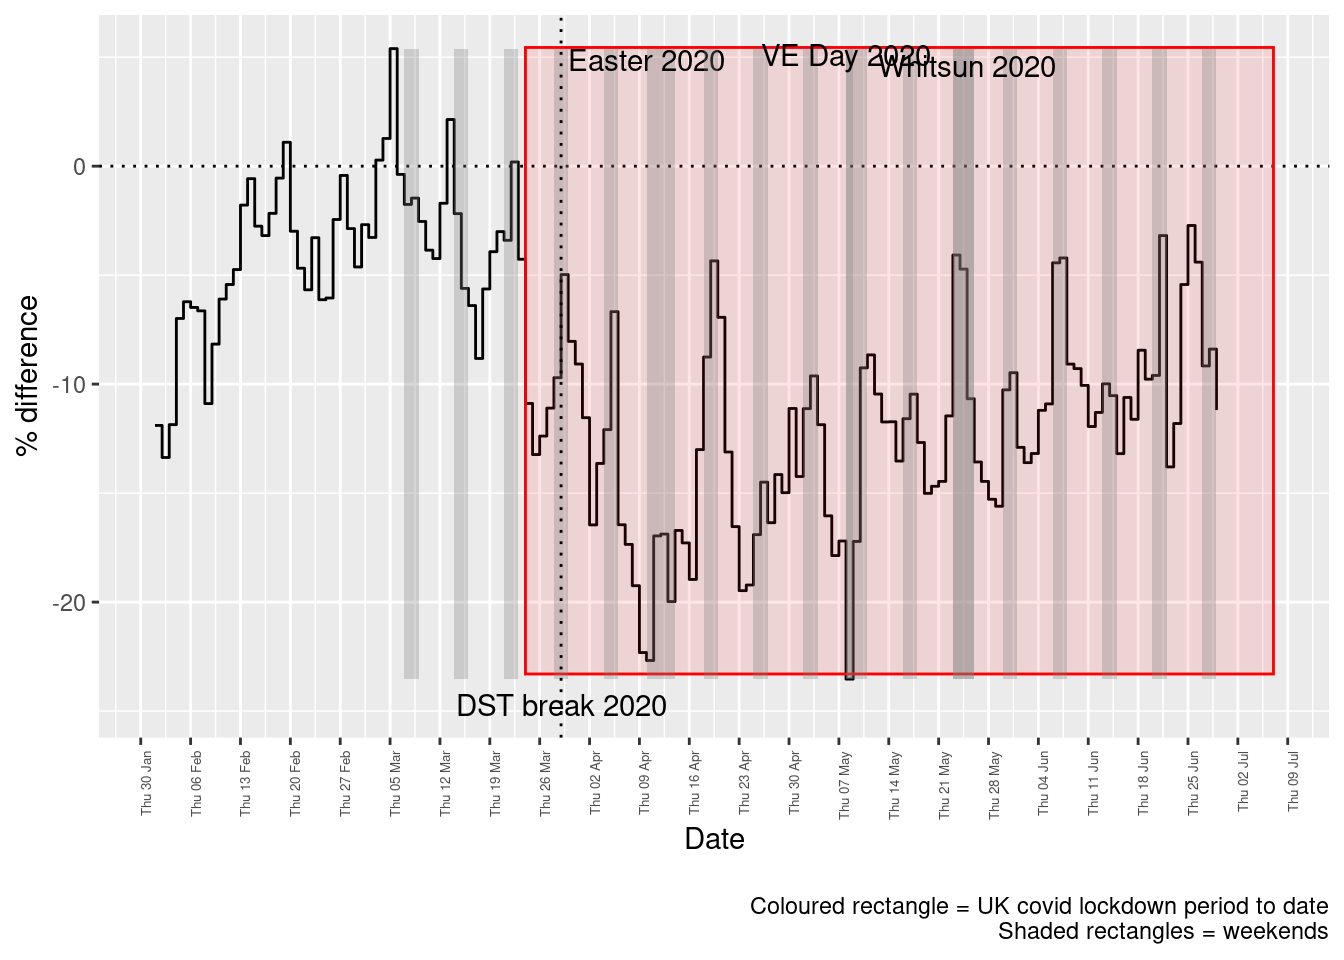 Easter 2020
VE Day 2020
Whitsun 2020
0
-10
-20
% difference
DST break 2020
Thu 30 Jan
Thu 06 Feb
Thu 13 Feb
Thu 20 Feb
Thu 27 Feb
Thu 05 Mar
Thu 12 Mar
Thu 19 Mar
Thu 26 Mar
Thu 02 Apr
Thu 09 Apr
Thu 16 Apr
Thu 23 Apr
Thu 30 Apr
Thu 07 May
Thu 14 May
Thu 21 May
Thu 28 May
Thu 04 Jun
Thu 11 Jun
Thu 18 Jun
Thu 25 Jun
Thu 02 Jul
Thu 09 Jul
Date
Coloured rectangle = UK covid lockdown period to date
Shaded rectangles = weekends